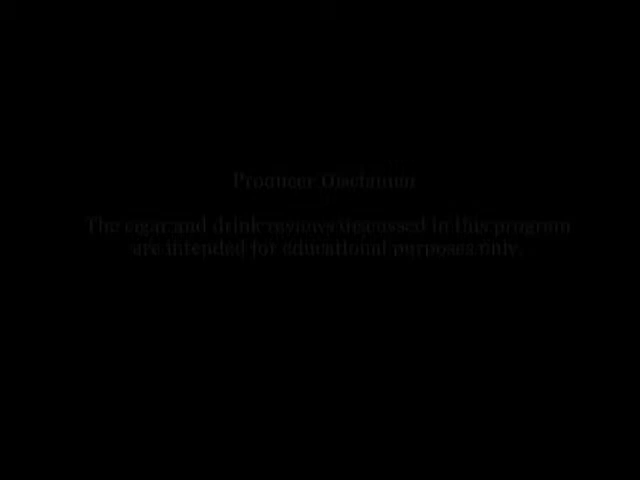 Producer Disclaimer
The cigar and drink reviews discussed in this program
are intended for educational purposes only.